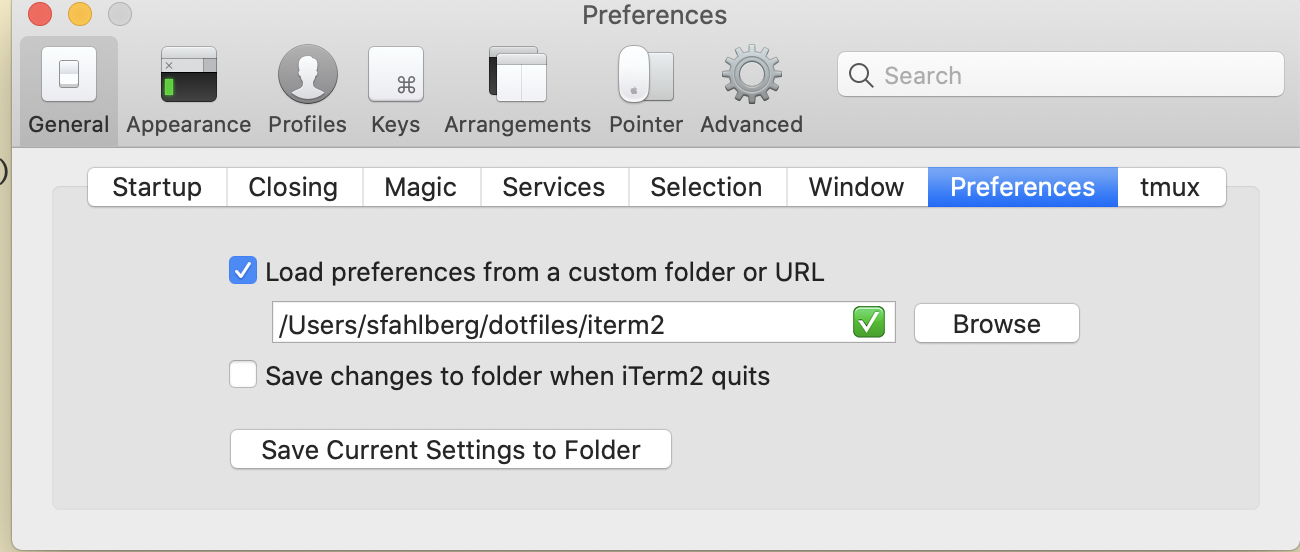 Preferences
General Appearance Profiles Keys Arrangements Pointer Advanced Search
Startup Closing Magic Services Selection Window Preferences tmux
Load preferences from a custom folder or URL
/Users/sfahlberg/dotfiles/iterm2 Browse
Save changes to folder when iTerm2 quits
Save Current Settings to Folder